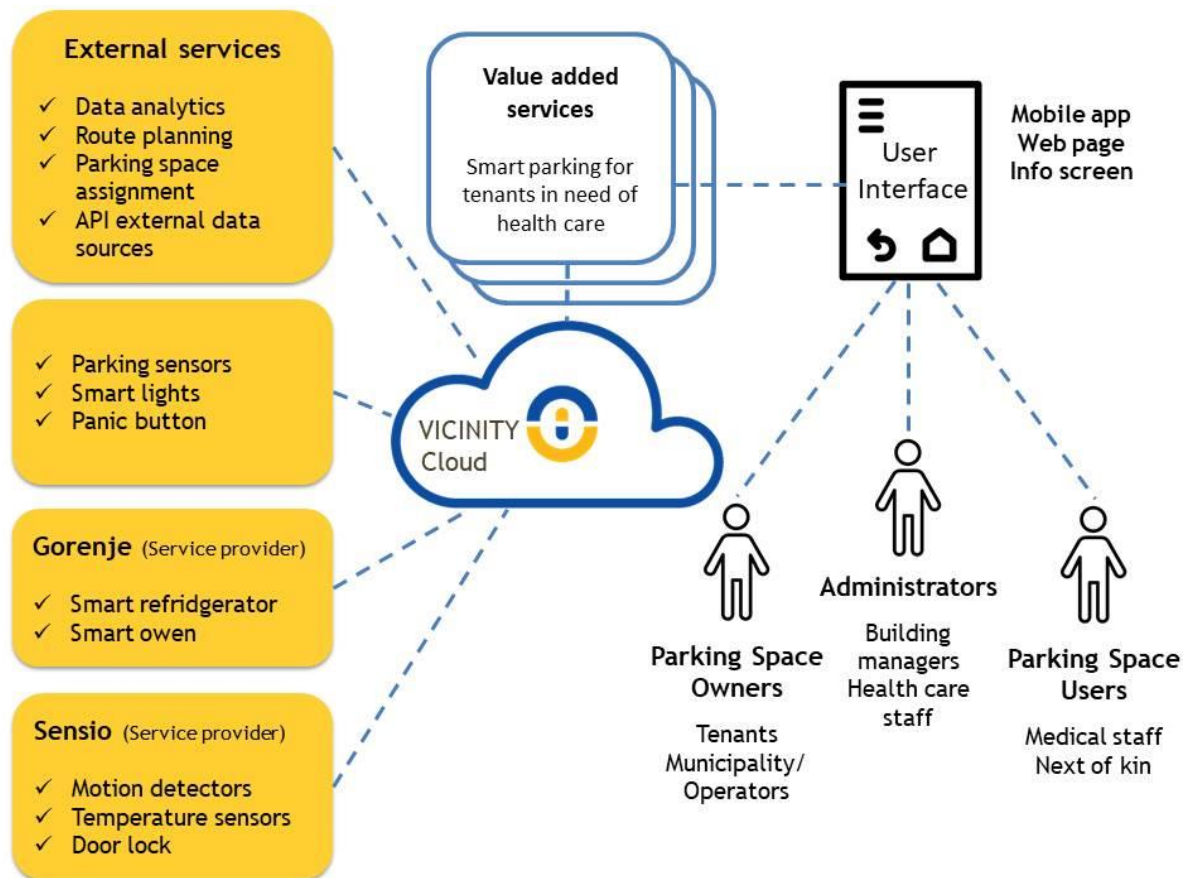 External services
✓ Data analytics
✓ Route planning
✓ Parking space
assignment
✓ API external data
sources
✓ Parking sensors
✓ Smart lights
✓ Panic button
Gorenje (Service provider)
✓ Smart refridgerator
✓ Smart owen
Sensio (Service provider)
✓ Motion detectors
✓ Temperature sensors
✓ Door lock
Value added
services
Smart parking for
tenants in need of
health care
VICINITY
Cloud
User
Interface
Mobile app
Web page
Info screen
Parking Space
Owners
Tenants
Municipality/
Operators
Administrators
Building
managers
Health care
staff
Parking Space
Users
Medical staff
Next of kin